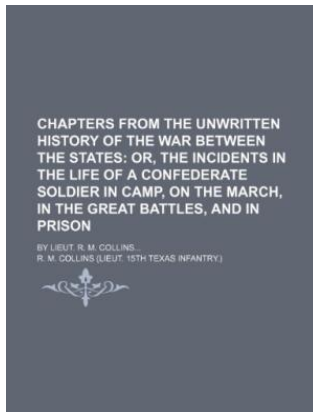 CHAPTERS FROM THE UNWRITTEN
HISTORY OF THE WAR BETWEEN
THE STATES: OR, THE INCIDENTS IN
THE LIFE OF A CONFEDERATE
SOLDIER IN CAMP, ON THE MARCH,
IN THE GREAT BATTLES, AND IN
PRISON
BY LIEUT. R. M. COLLINS...
R. M. COLLINS (LIEUT. 15TH TEXAS INFANTRY.)